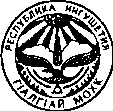 РЕСПУБЛИКА ИНГУШЕТИЯ
ГIАЛГIАЙ МОХК